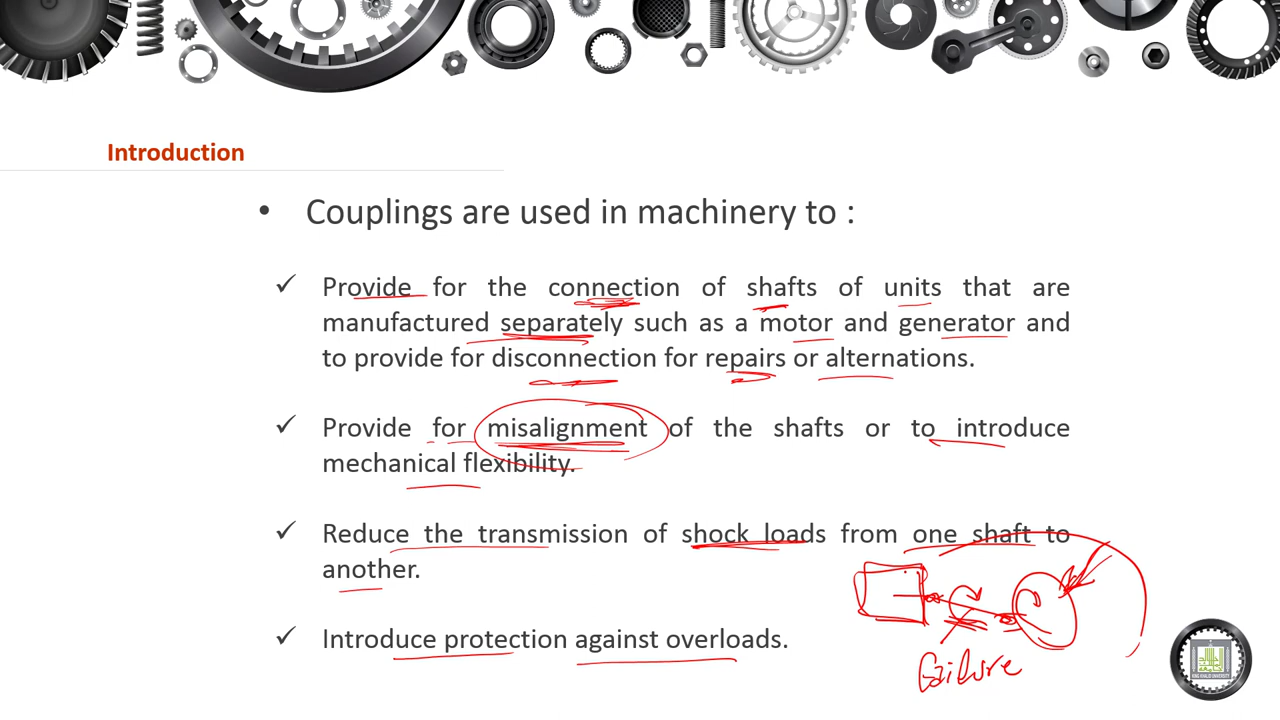 Introduction
• Couplings are used in machinery to :
✓ Provide for the connection of shafts of units that are
manufactured separately such as a motor and generator and
to provide for disconnection for repairs or alternations.
✓ Provide for misalignment of the shafts or to introduce
mechanical flexibility.
✓ Reduce the transmission of shock loads from one shaft to
another.
✓ Introduce protection against overloads.
failure
KING KHALID UNIVERSITY